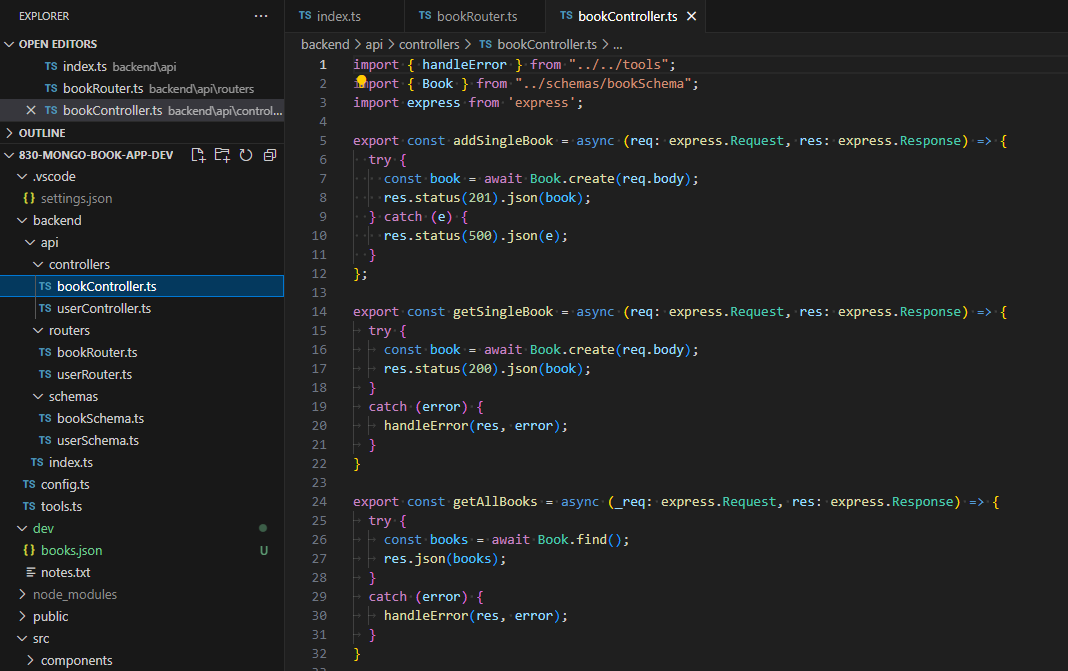 EXPLORER ...
OPEN EDITORS
TS index.ts backend\api
TS bookRouter.ts backend\api\routers
TS bookController.ts backend\api\control...
OUTLINE
830-MONGO-BOOK-APP-DEV
.vscode
{} settings.json
backend
api
controllers
TS bookController.ts
TS userController.ts
routers
TS bookRouter.ts
TS userRouter.ts
schemas
TS bookSchema.ts
TS userSchema.ts
TS index.ts
TS config.ts
TS tools.ts
dev
{} books.json U
notes.txt
node_modules
public
src
components
TS index.ts TS bookRouter.ts TS bookController.ts
backend > api > controllers > TS bookController.ts > ...
1 import { handleError } from "../../tools";
2 import { Book } from "../schemas/bookSchema";
3 import express from 'express';
4
5 export const addSingleBook = async (req: express.Request, res: express.Response) => {
6 try {
7 const book = await Book.create(req.body);
8 res.status(201).json(book);
9 } catch (e) {
10 res.status(500).json(e);
11 }
12 };
13
14 export const getSingleBook = async (req: express.Request, res: express.Response) => {
15 try {
16 const book = await Book.create(req.body);
17 res.status(200).json(book);
18 }
19 catch (error) {
20 handleError(res, error);
21 }
22 }
23
24 export const getAllBooks = async (_req: express.Request, res: express.Response) => {
25 try {
26 const books = await Book.find();
27 res.json(books);
28 }
29 catch (error) {
30 handleError(res, error);
31 }
32 }